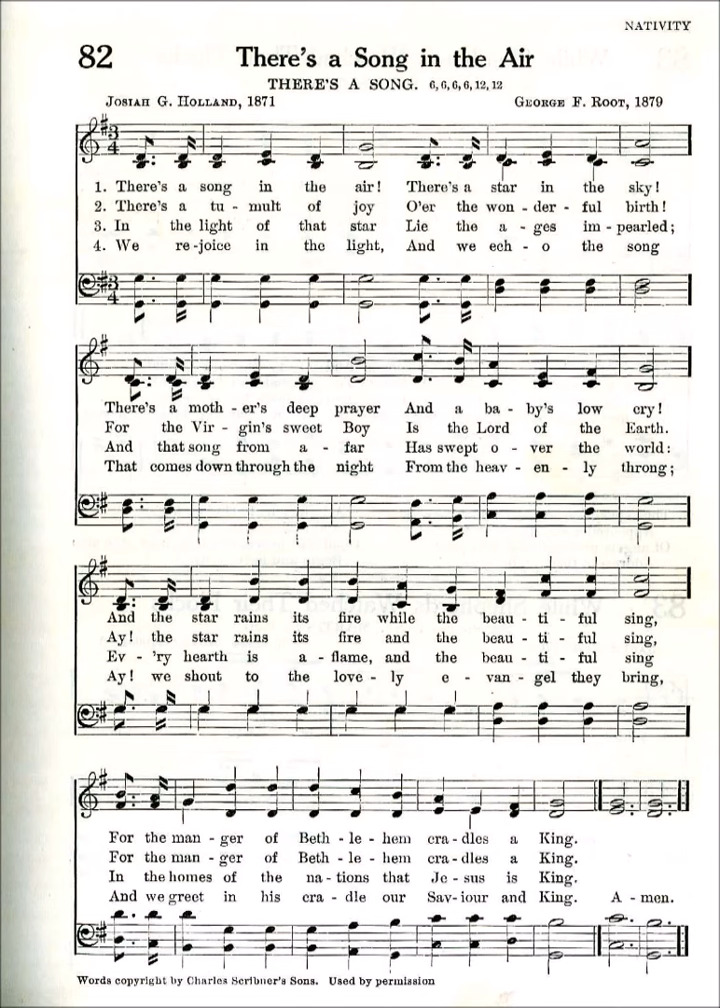 NATIVITY
82 There's a Song in the Air
THERE'S A SONG. 6, 6, 6, 6, 12, 12
JOSIAH G. HOLLAND, 1871 GEORGE F. ROOT, 1879
1. There's a song in the air! There's a star in the sky!
2. There's a tu - mult of joy O'er the won - der - ful birth!
3. In the light of that star Lie the a - ges im - pearled;
4. We re - joice in the light, And we ech - o the song
There's a moth - er's deep prayer And a ba - by's low cry!
For the Vir - gin's sweet Boy Is the Lord of the Earth.
And that song from a - far Has swept o - ver the world:
That comes down through the night From the heav - en - ly throng;
And the star rains its fire while the beau - ti - ful sing,
Ay! the star rains its fire and the beau - ti - ful sing,
Ev - 'ry hearth is a - flame, and the beau - ti - ful sing
Ay! we shout to the love - ly e - van - gel they bring,
For the man - ger of Beth - le - hem cra - dles a King.
For the man - ger of Beth - le - hem cra - dles a King.
In the homes of the na - tions that Je - sus is King.
And we greet in his cra - dle our Sav - iour and King. A - men.
Words copyright by Charles Scribner's Sons. Used by permission